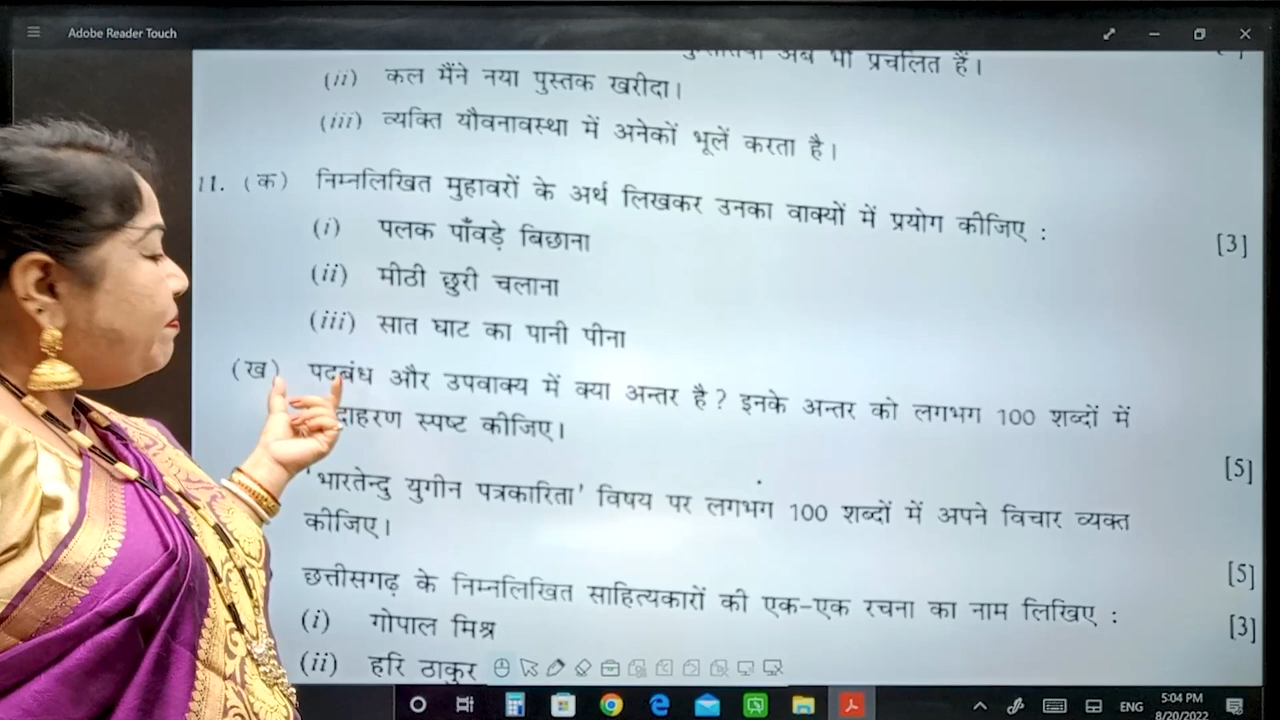 Adobe Reader Touch
अब भी प्रचलित हैं।
(ii) कल मैंने नया पुस्तक खरीदा।
(iii) व्यक्ति यौवनावस्था में अनेकों भूलें करता है।
11. (क) निम्नलिखित मुहावरों के अर्थ लिखकर उनका वाक्यों में प्रयोग कीजिए : [3]
(i) पलक पाँवड़े बिछाना
(ii) मीठी छुरी चलाना
(iii) सात घाट का पानी पीना
(ख) पदबंध और उपवाक्य में क्या अन्तर है? इनके अन्तर को लगभग 100 शब्दों में
दाहरण स्पष्ट कीजिए। [5]
'भारतेन्दु युगीन पत्रकारिता' विषय पर लगभग 100 शब्दों में अपने विचार व्यक्त
कीजिए। [5]
छत्तीसगढ़ के निम्नलिखित साहित्यकारों की एक-एक रचना का नाम लिखिए : [3]
(i) गोपाल मिश्र
(ii) हरि ठाकुर
ENG
5:04 PM
8/20/2022